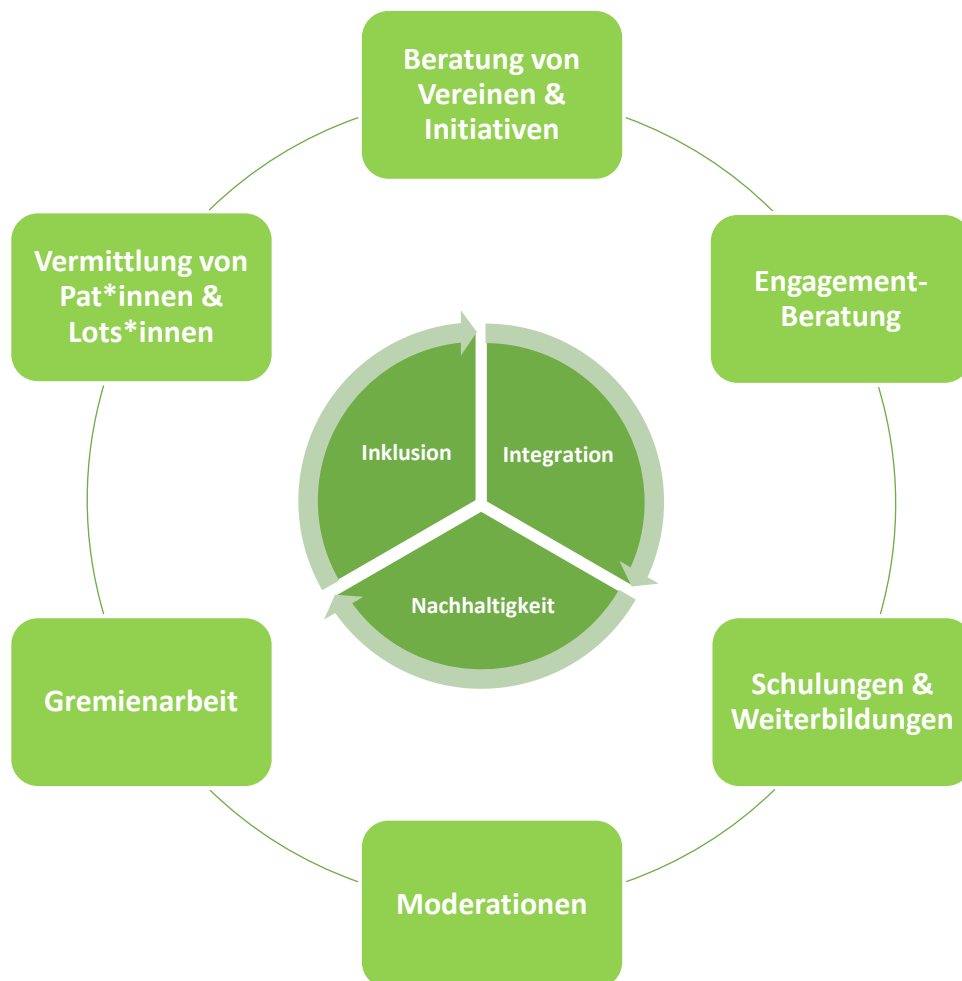 Beratung von
Vereinen &
Initiativen
Engagement-
Beratung
Schulungen &
Weiterbildungen
Moderationen
Gremienarbeit
Vermittlung von
Pat*innen &
Lots*innen
Inklusion
Integration
Nachhaltigkeit